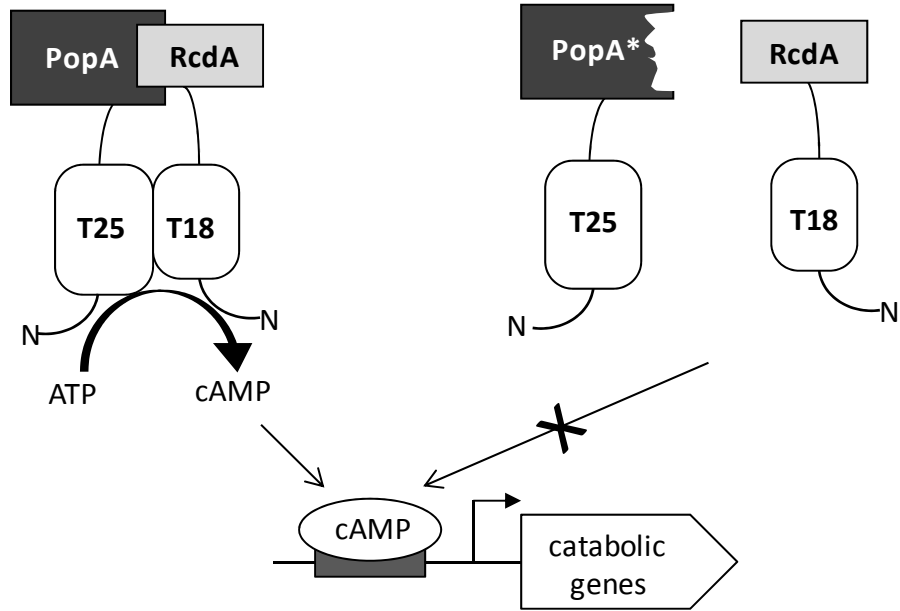 PopA
RcdA
T25
T18
N
N
ATP
cAMP
PopA*
RcdA
T25
T18
N
N
cAMP
catabolic
genes